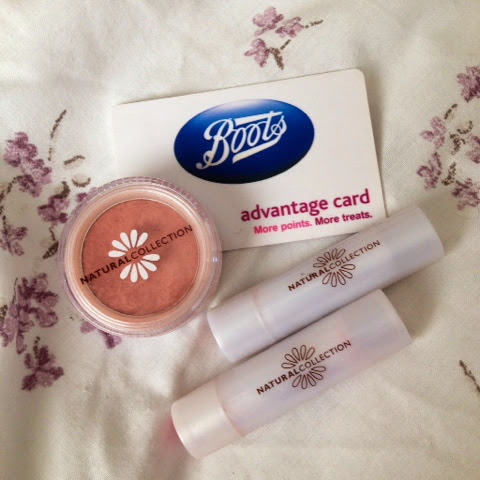 Boots
advantage card
More points. More treats.
NATURALCOLLECTION
NATURALCOLLECTION
NATURALCOLLECTION